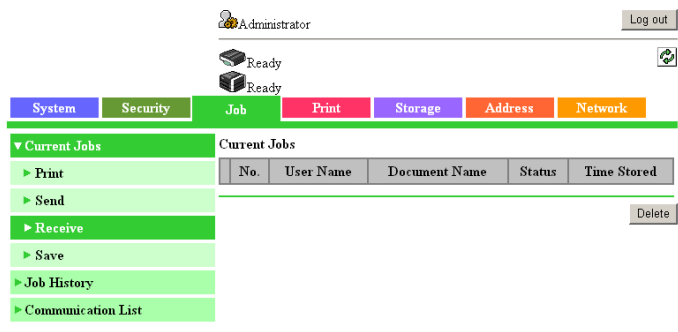 Administrator
Log out
Ready
Ready
System Security Job Print Storage Address Network
Current Jobs
Print
Send
Receive
Save
Job History
Communication List
Current Jobs
No. User Name Document Name Status Time Stored
Delete